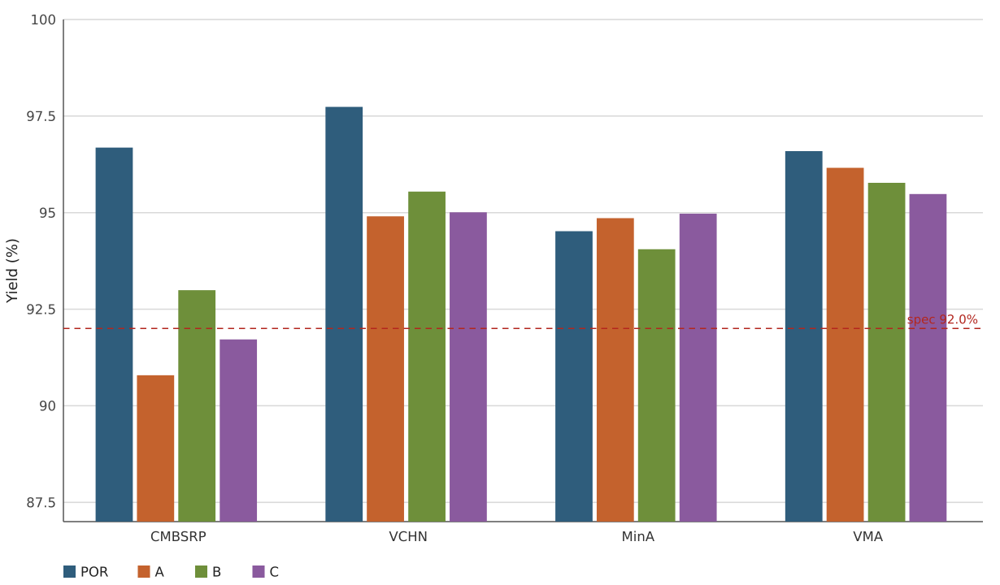 100
97.5
95
92.5
90
87.5
Yield (%)
spec 92.0%
CMBSRP VCHN MinA VMA
POR A B C